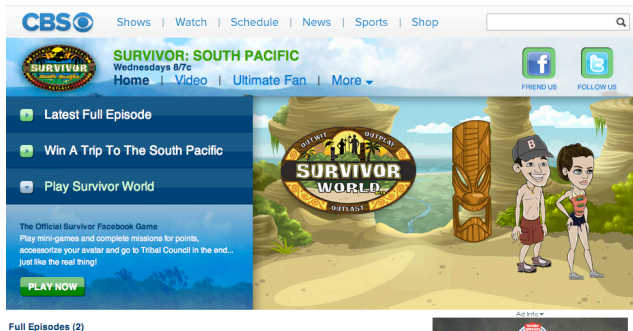 CBS
Shows | Watch | Schedule | News | Sports | Shop
SURVIVOR
SURVIVOR: SOUTH PACIFIC
Wednesdays 8/7c
Home | Video | Ultimate Fan | More
FRIEND US
FOLLOW US
Latest Full Episode
Win A Trip To The South Pacific
Play Survivor World
The Official Survivor Facebook Game
Play mini-games and complete missions for points,
accessorize your avatar and go to Tribal Council in the end...
just like the real thing!
PLAY NOW
OUTWIT OUTPLAY
SURVIVOR
WORLD
OUTLAST
B
Ad Info
Full Episodes (2)